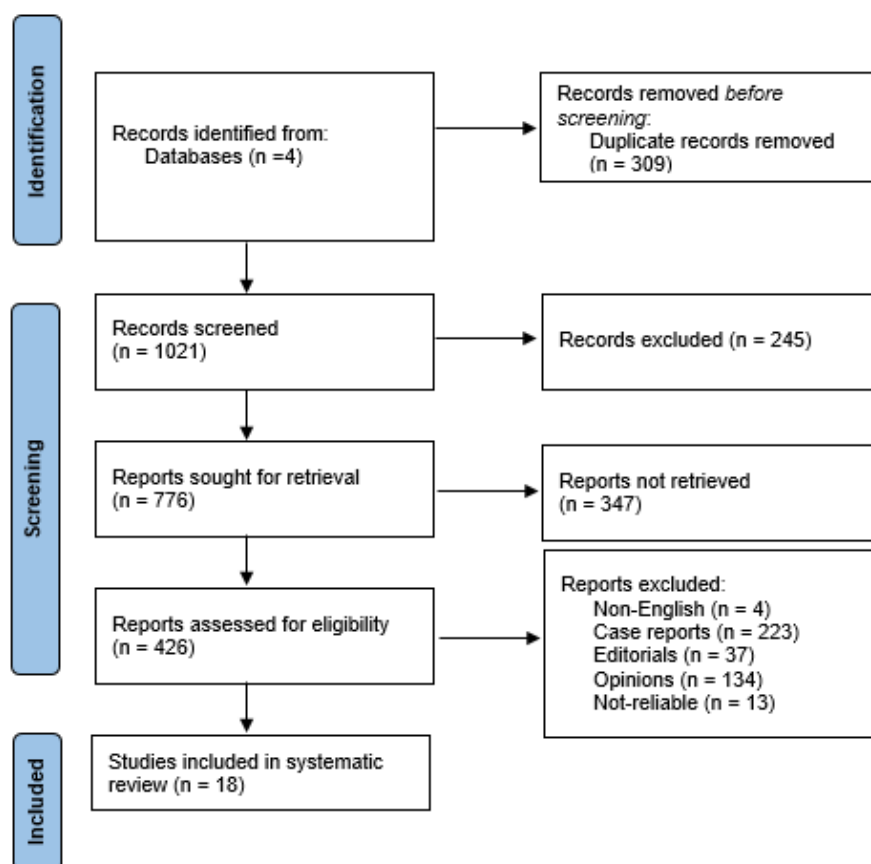 Identification
Records identified from:
Databases (n =4)
Records removed before
screening:
Duplicate records removed
(n = 309)
Screening
Records screened
(n = 1021)
Records excluded (n = 245)
Reports sought for retrieval
(n = 776)
Reports not retrieved
(n = 347)
Reports assessed for eligibility
(n = 426)
Reports excluded:
Non-English (n = 4)
Case reports (n = 223)
Editorials (n = 37)
Opinions (n = 134)
Not-reliable (n = 13)
Included
Studies included in systematic
review (n = 18)